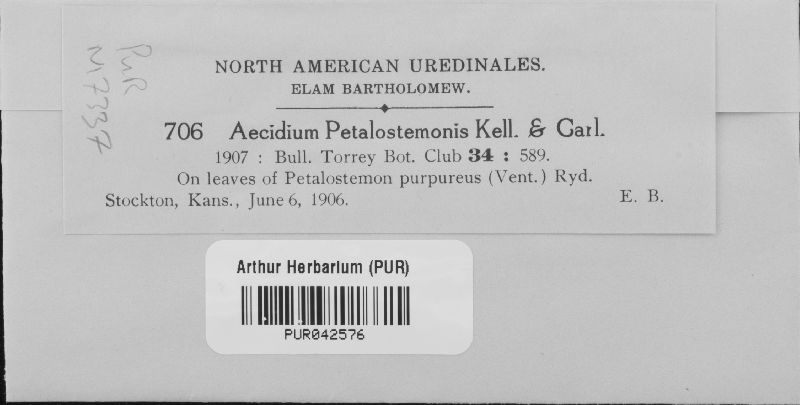 PUR
N7337
NORTH AMERICAN UREDINALES.
ELAM BARTHOLOMEW.
706 Aecidium Petalostemonis Kell. & Carl.
1907 : Bull. Torrey Bot. Club 34 : 589.
On leaves of Petalostemon purpureus (Vent.) Ryd.
Stockton, Kans., June 6, 1906. E. B.
Arthur Herbarium (PUR)
PUR042576